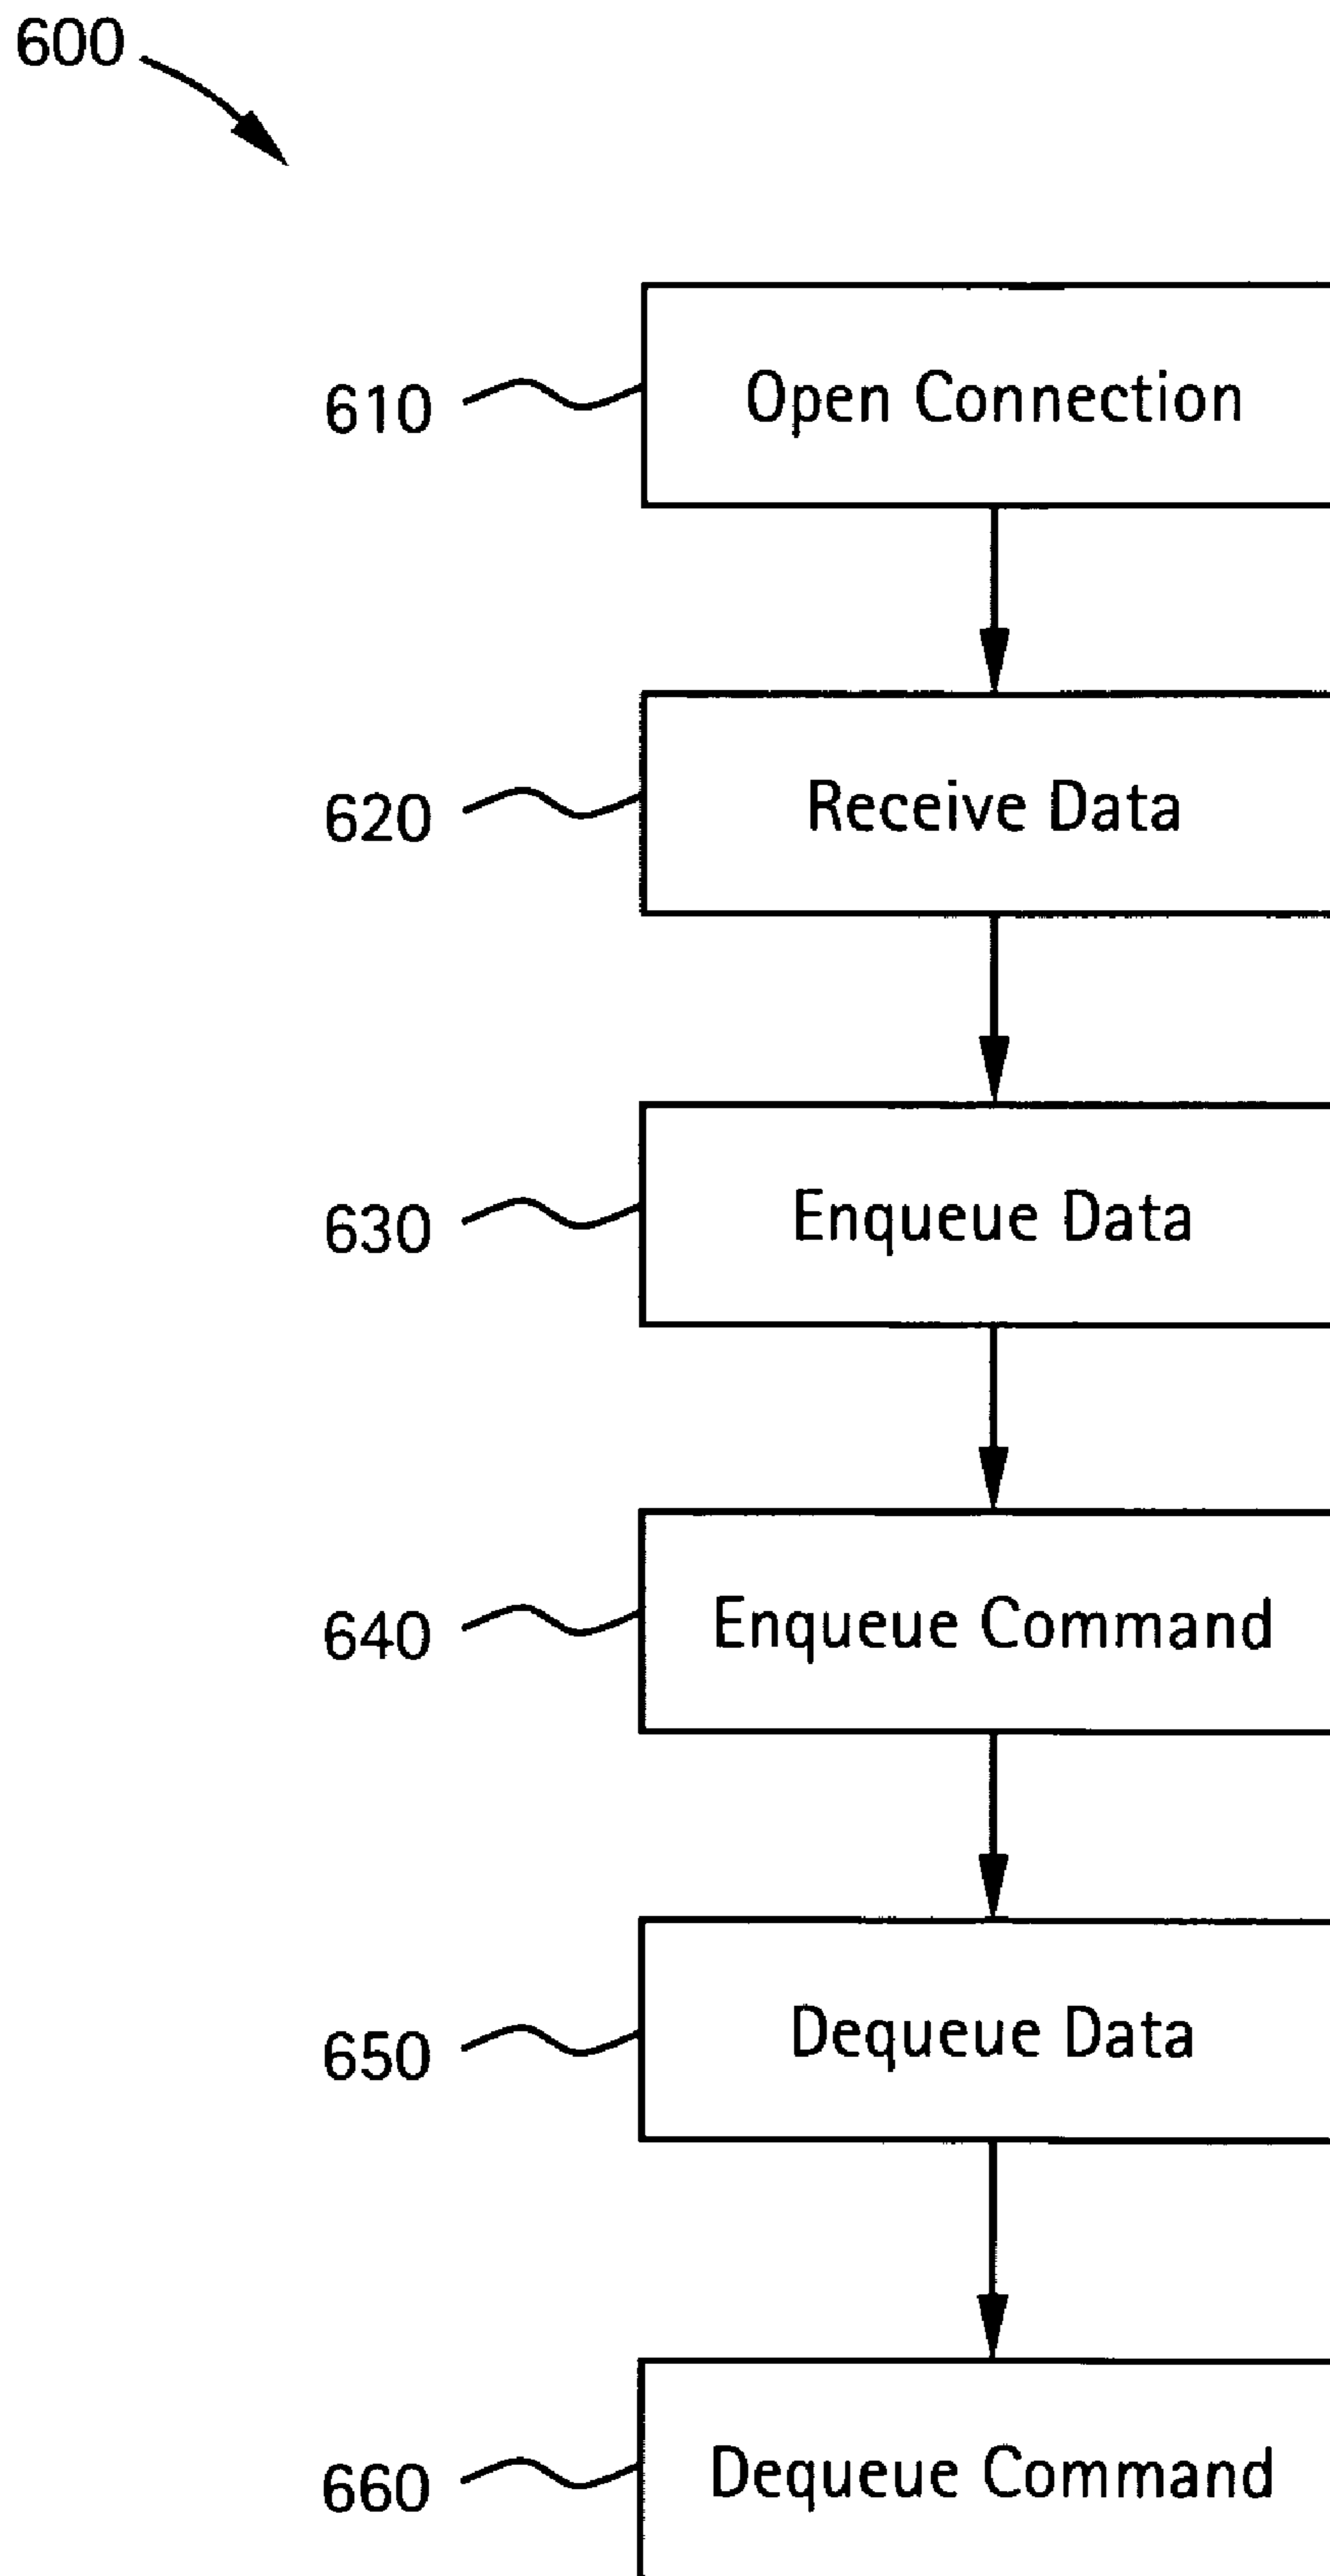 600
610 Open Connection
620 Receive Data
630 Enqueue Data
640 Enqueue Command
650 Dequeue Data
660 Dequeue Command